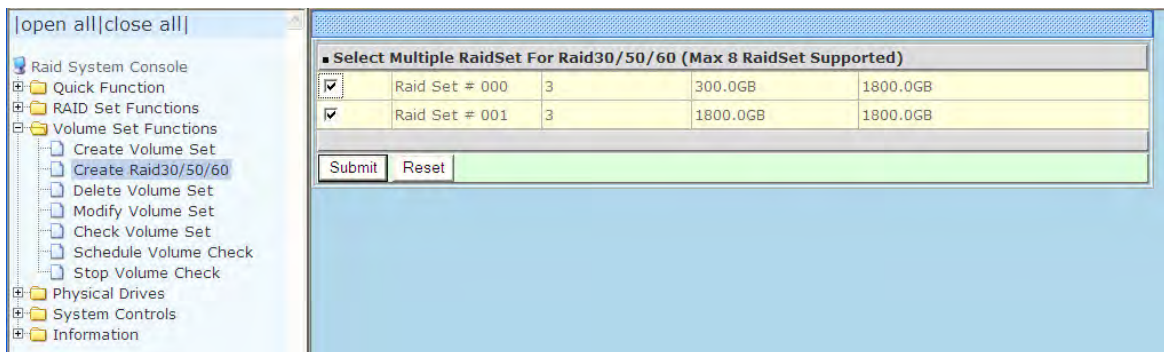 |open all|close all|
Raid System Console
Quick Function
RAID Set Functions
Volume Set Functions
Create Volume Set
Create Raid30/50/60
Delete Volume Set
Modify Volume Set
Check Volume Set
Schedule Volume Check
Stop Volume Check
Physical Drives
System Controls
Information
Select Multiple RaidSet For Raid30/50/60 (Max 8 RaidSet Supported)
Raid Set # 000 3 300.0GB 1800.0GB
Raid Set # 001 3 1800.0GB 1800.0GB
Submit Reset